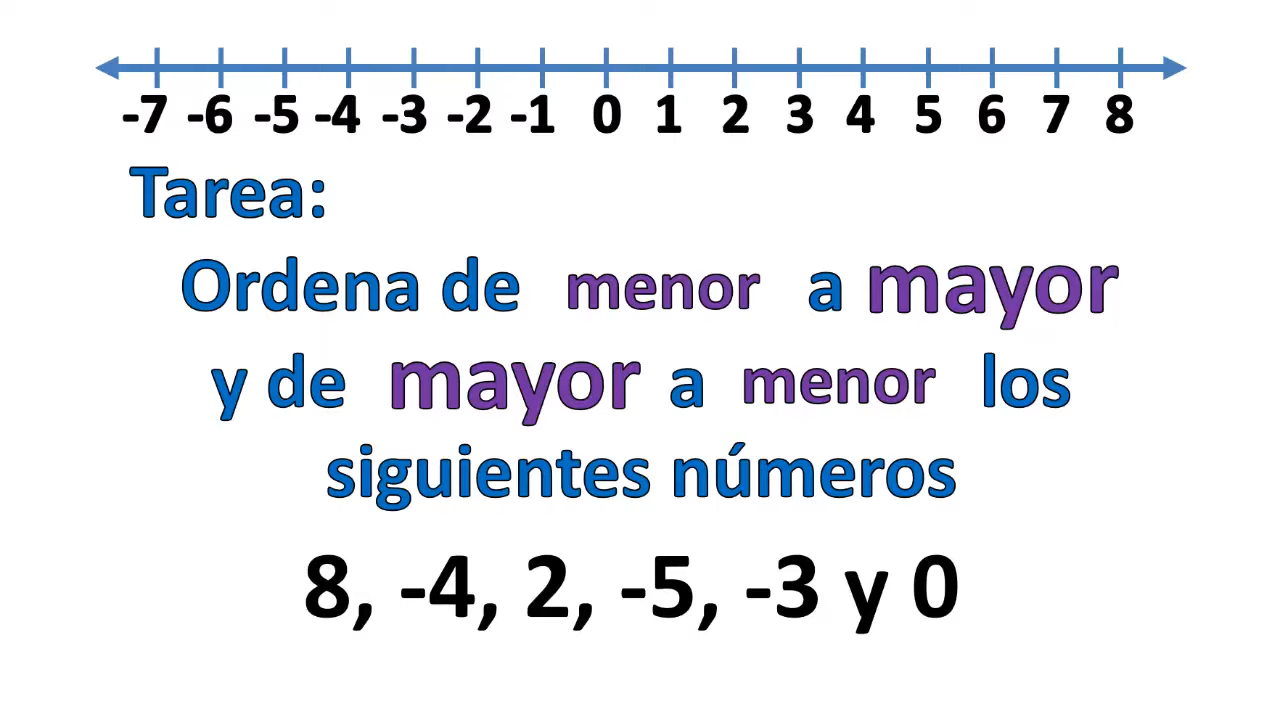 -7 -6 -5 -4 -3 -2 -1 0 1 2 3 4 5 6 7 8
Tarea:
Ordena de menor a mayor
y de mayor a menor los
siguientes números
8, -4, 2, -5, -3 y 0